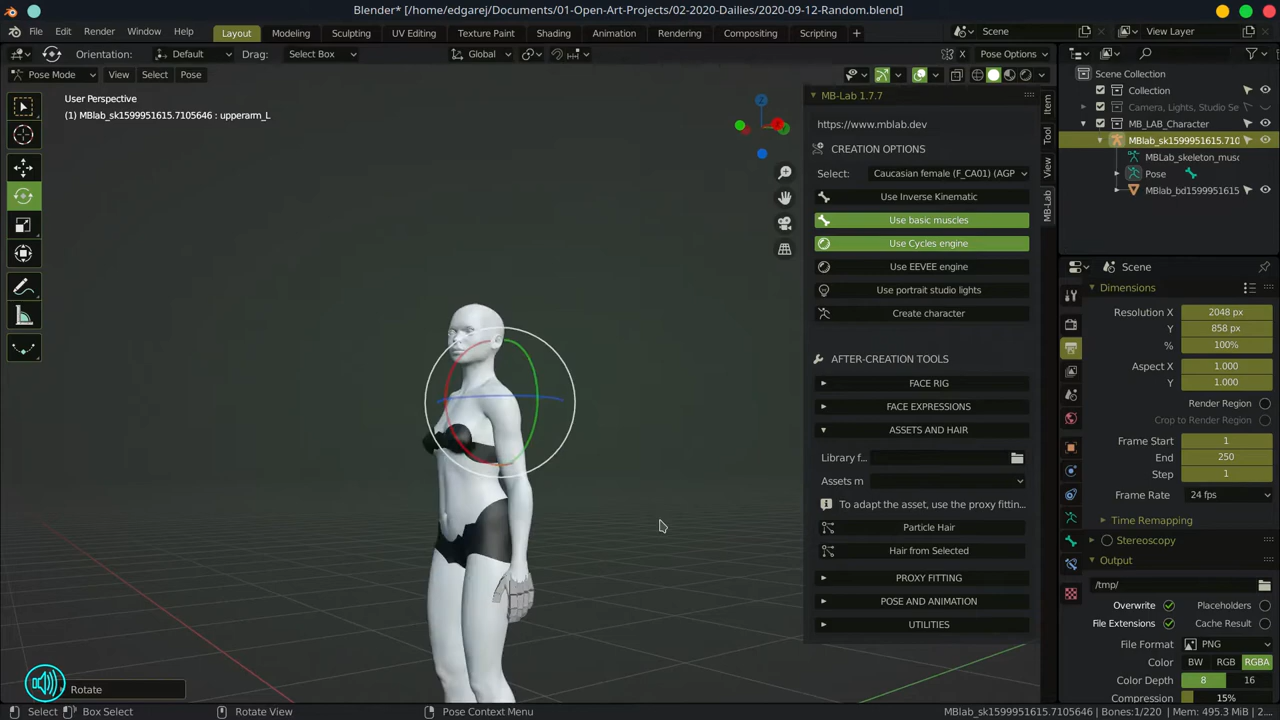 Blender* [/home/edgarej/Documents/01-Open-Art-Projects/02-2020-Dailies/2020-09-12-Random.blend]
File Edit Render Window Help Layout Modeling Sculpting UV Editing Texture Paint Shading Animation Rendering Compositing Scripting + Scene View Layer
Orientation: Default Drag: Select Box Global X Pose Options
Pose Mode View Select Pose
User Perspective
(1) MBlab_sk1599951615.7105646 : upperarm_L
X
Z
MB-Lab 1.7.7
https://www.mblab.dev
CREATION OPTIONS
Select: Caucasian female (F_CA01) (AGP
Use Inverse Kinematic
Use basic muscles
Use Cycles engine
Use EEVEE engine
Use portrait studio lights
Create character
AFTER-CREATION TOOLS
FACE RIG
FACE EXPRESSIONS
ASSETS AND HAIR
Library f...
Assets m
To adapt the asset, use the proxy fittin...
Particle Hair
Hair from Selected
PROXY FITTING
POSE AND ANIMATION
UTILITIES
Item
Tool
View
MB-Lab
Scene Collection
Collection
Camera, Lights, Studio Se
MB_LAB_Character
MBlab_sk1599951615.710
MBLab_skeleton_musc
Pose
MBlab_bd1599951615
Scene
Dimensions
Resolution X 2048 px
Y 858 px
% 100%
Aspect X 1.000
Y 1.000
Render Region
Crop to Render Region
Frame Start 1
End 250
Step 1
Frame Rate 24 fps
Time Remapping
Stereoscopy
Output
/tmp/
Overwrite Placeholders
File Extensions Cache Result
File Format PNG
Color BW RGB RGBA
Color Depth 8 16
Compression 15%
Rotate
Select Box Select Rotate View Pose Context Menu MBlab_sk1599951615.7105646 | Bones:1/220 | Mem: 495.3 MiB | 2....